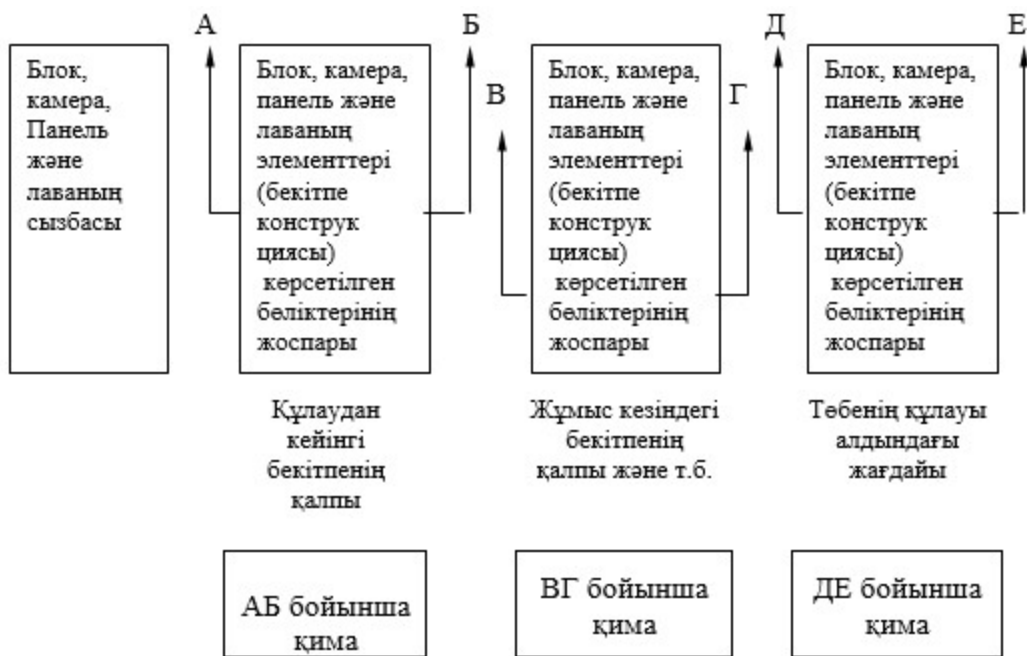 А
Б
В
Г
Д
Е
Блок,
камера,
Панель
және
лаваның
сызбасы
Блок, камера,
панель және
лаваның
элементтері
(бекітпе
конструк
циясы)
көрсетілген
бөліктерінің
жоспары
Блок, камера,
панель және
лаваның
элементтері
(бекітпе
конструк
циясы)
көрсетілген
бөліктерінің
жоспары
Блок, камера,
панель және
лаваның
элементтері
(бекітпе
конструк
циясы)
көрсетілген
бөліктерінің
жоспары
Құлаудан
кейінгі
бекітпенің
қалпы
Жұмыс кезіндегі
бекітпенің
қалпы және т.б.
Төбенің құлауы
алдындағы
жағдайы
АБ бойынша
қима
ВГ бойынша
қима
ДЕ бойынша
қима